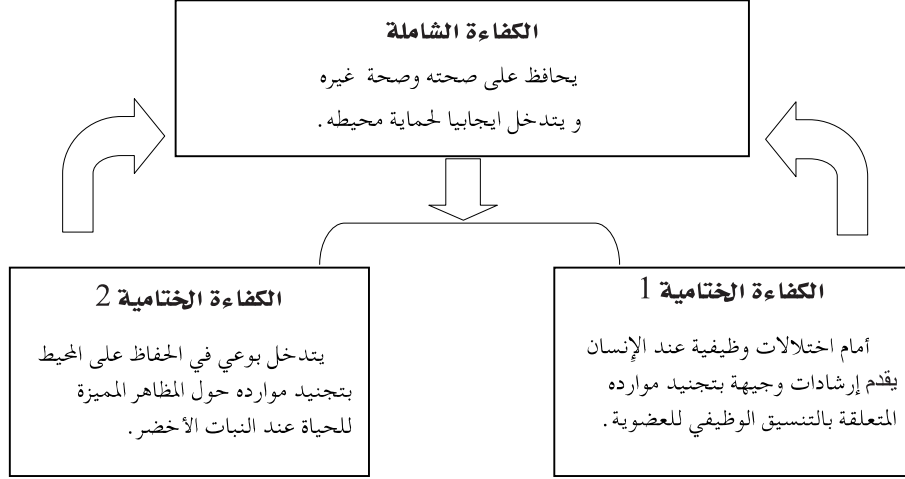 الكفاءة الشاملة
يحافظ على صحته وصحة غيره
و يتدخل ايجابيا لحماية محيطه.
الكفاءة الختامية 1
أمام اختلالات وظيفية عند الإنسان
يقدم إرشادات وجيهة بتجنيد موارده
المتعلقة بالتنسيق الوظيفي للعضوية.
الكفاءة الختامية 2
يتدخل بوعي في الحفاظ على المحيط
بتجنيد موارده حول المظاهر المميزة
للحياة عند النبات الأخضر.